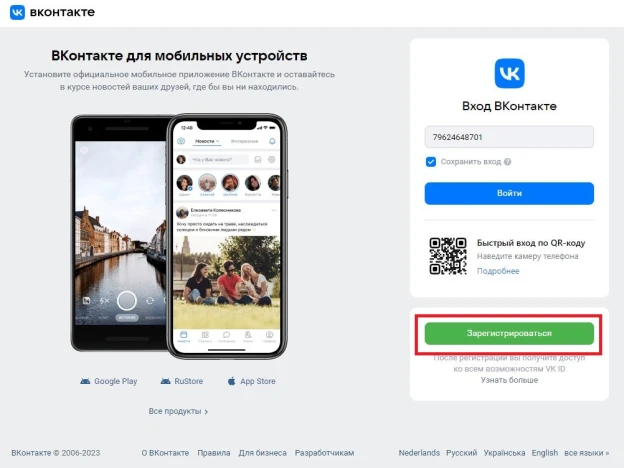 вконтакте
ВКонтакте для мобильных устройств
Установите официальное мобильное приложение ВКонтакте и оставайтесь
в курсе новостей ваших друзей, где бы вы ни находились.
12:48
Новости
Интересное
Что у Вас нового?
Елизавета Колесникова
Хочу просто сидеть на траве, наслаждаться
солнцем и близкими людьми рядом
Google Play
RuStore
App Store
Все продукты ›
Вход ВКонтакте
79624648701
Сохранить вход
Войти
Быстрый вход по QR-коду
Наведите камеру телефона
Подробнее
Зарегистрироваться
После регистрации вы получите доступ
ко всем возможностям VK ID
Узнать больше
ВКонтакте © 2006-2023
О ВКонтакте Правила Для бизнеса Разработчикам
Nederlands Русский Українська English все языки »